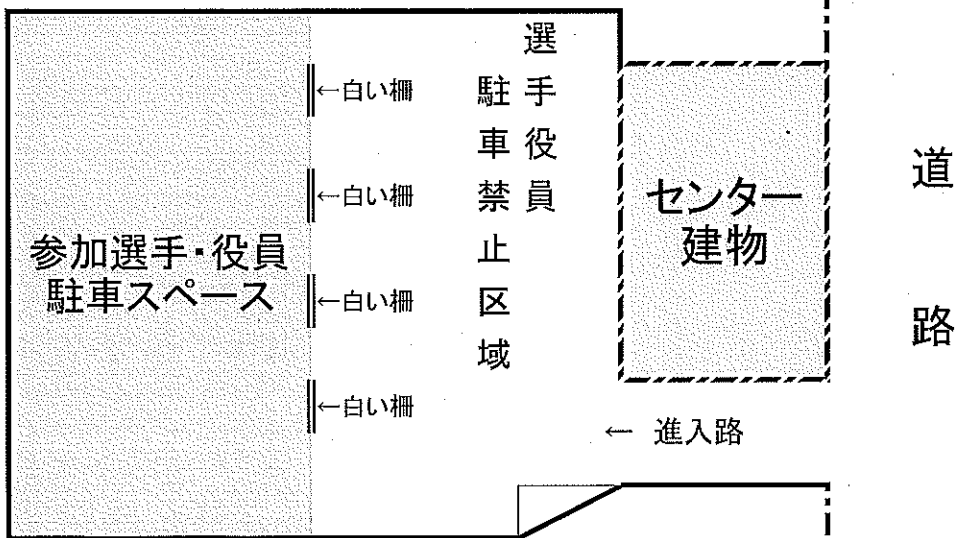 参加選手・役員
駐車スペース
←白い柵
←白い柵
←白い柵
←白い柵
選手役員
駐車禁止区域
センター
建物
← 進入路
道路